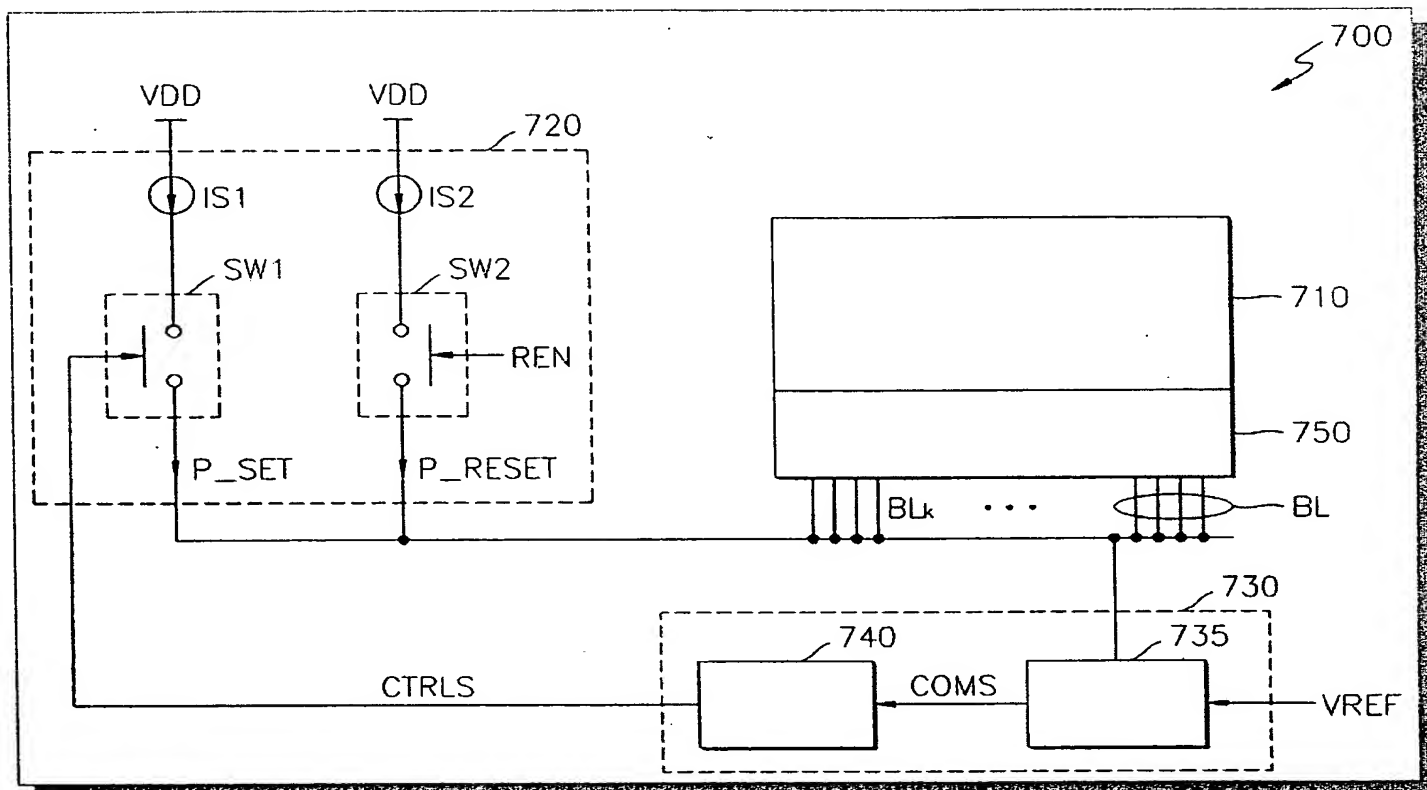 700
VDD
VDD
720
IS1
IS2
SW1
SW2
710
REN
750
P_SET
P_RESET
BLk
...
BL
730
740
735
CTRLS
COMS
VREF